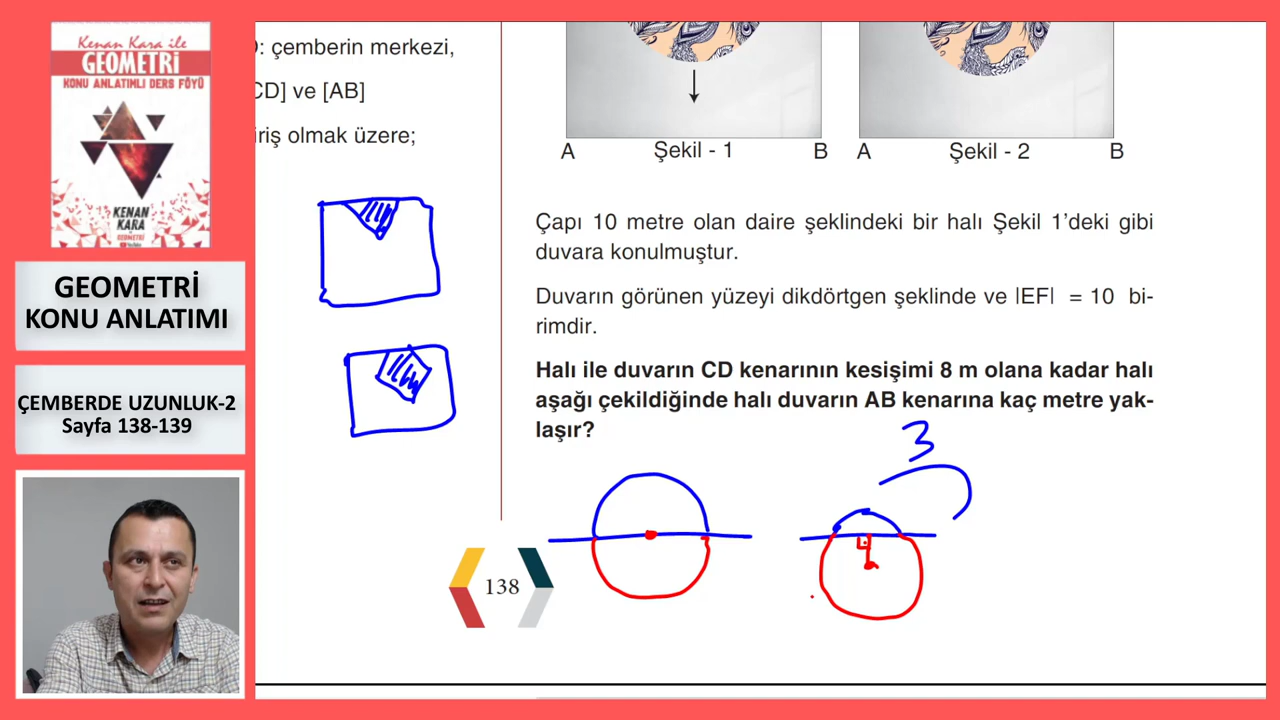 Kenan Kara ile
GEOMETRİ
KONU ANLATIMLI DERS FÖYÜ
KENAN
KARA
GEOMETRİ
GEOMETRİ
KONU ANLATIMI
ÇEMBERDE UZUNLUK-2
Sayfa 138-139
: çemberin merkezi,
CD] ve [AB]
iriş olmak üzere;
138
A Şekil - 1 B
A Şekil - 2 B
Çapı 10 metre olan daire şeklindeki bir halı Şekil 1'deki gibi
duvara konulmuştur.
Duvarın görünen yüzeyi dikdörtgen şeklinde ve |EF| = 10 bi-
rimdir.
Halı ile duvarın CD kenarının kesişimi 8 m olana kadar halı
aşağı çekildiğinde halı duvarın AB kenarına kaç metre yak-
laşır?
3